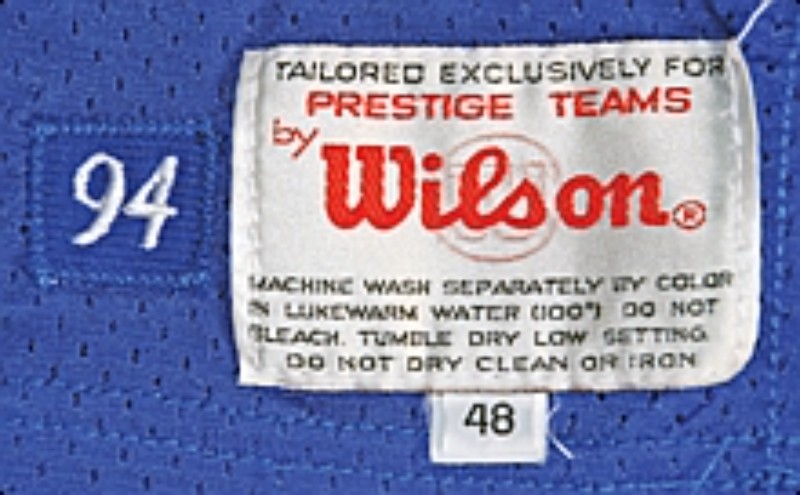 94
TAILORED EXCLUSIVELY FOR
PRESTIGE TEAMS
by
Wilson®
MACHINE WASH SEPARATELY BY COLOR
IN LUKEWARM WATER (100°) DO NOT
BLEACH. TUMBLE DRY LOW SETTING.
DO NOT DRY CLEAN OR IRON
48